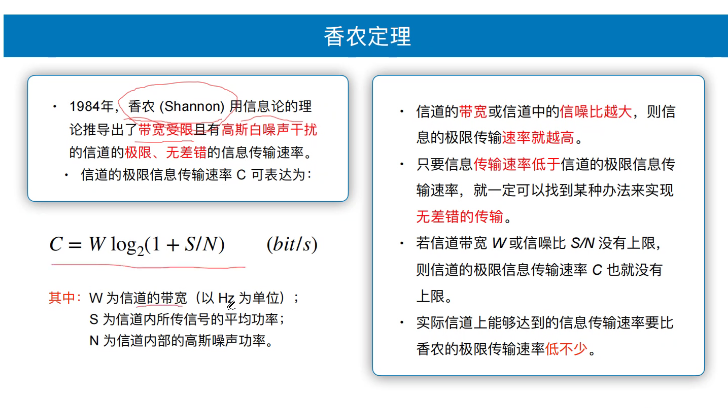 香农定理
• 1984年，香农 (Shannon) 用信息论的理
论推导出了带宽受限且有高斯白噪声干扰
的信道的极限、无差错的信息传输速率。
• 信道的极限信息传输速率 C 可表达为：
C = W log₂(1 + S/N) (bit/s)
其中：W 为信道的带宽（以 Hz 为单位）；
S 为信道内所传信号的平均功率；
N 为信道内部的高斯噪声功率。
• 信道的带宽或信道中的信噪比越大，则信
息的极限传输速率就越高。
• 只要信息传输速率低于信道的极限信息传
输速率，就一定可以找到某种办法来实现
无差错的传输。
• 若信道带宽 W 或信噪比 S/N 没有上限，
则信道的极限信息传输速率 C 也就没有
上限。
• 实际信道上能够达到的信息传输速率要比
香农的极限传输速率低不少。